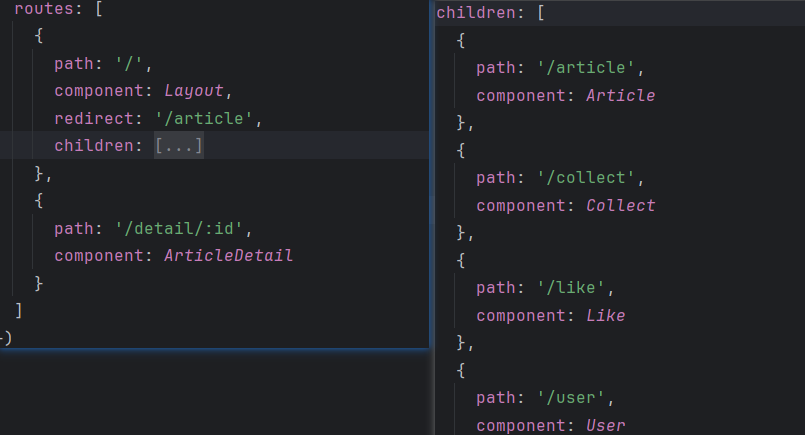 routes: [
{
path: '/',
component: Layout,
redirect: '/article',
children: [...]
},
{
path: '/detail/:id',
component: ArticleDetail
}
]
)
children: [
{
path: '/article',
component: Article
},
{
path: '/collect',
component: Collect
},
{
path: '/like',
component: Like
},
{
path: '/user',
component: User